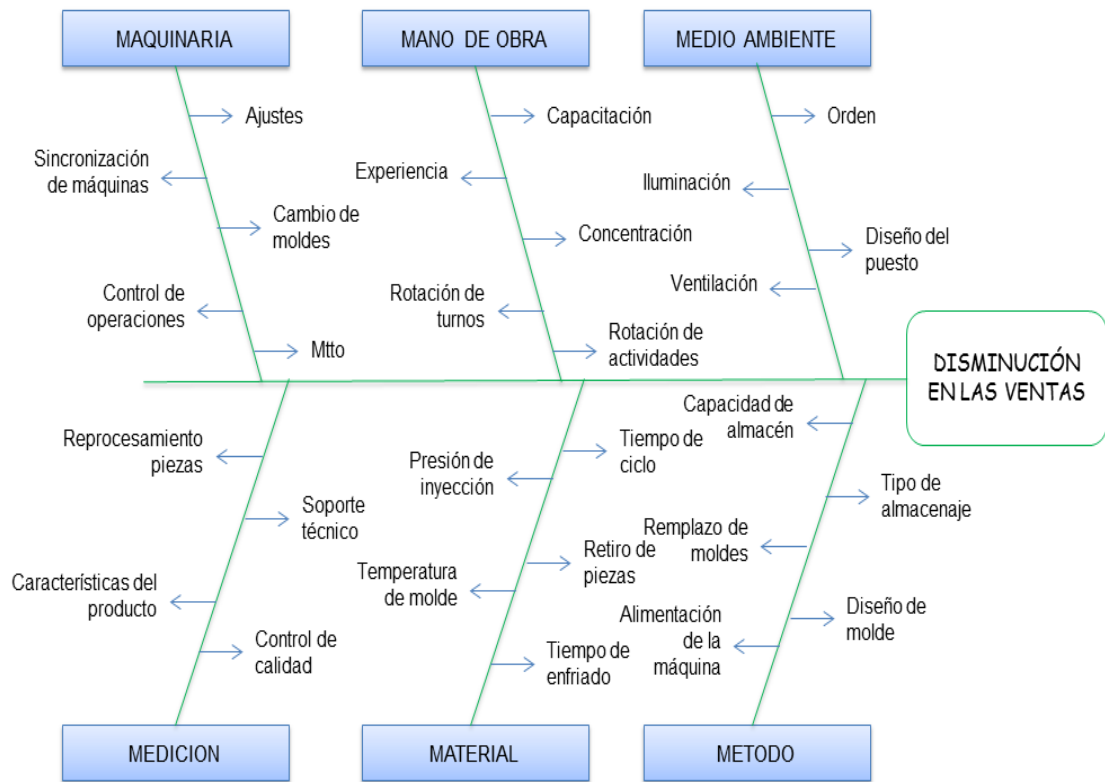 MAQUINARIA
MANO DE OBRA
MEDIO AMBIENTE
Ajustes
Sincronización
de máquinas
Cambio de
moldes
Control de
operaciones
Mtto
Capacitación
Experiencia
Concentración
Rotación de
turnos
Rotación de
actividades
Orden
Iluminación
Diseño del
puesto
Ventilación
DISMINUCIÓN
EN LAS VENTAS
Reprocesamiento
piezas
Soporte
técnico
Características del
producto
Control de
calidad
Tiempo de
ciclo
Presión de
inyección
Retiro de
piezas
Temperatura
de molde
Tiempo de
enfriado
Capacidad de
almacén
Tipo de
almacenaje
Remplazo de
moldes
Diseño de
molde
Alimentación
de la
máquina
MEDICION
MATERIAL
METODO